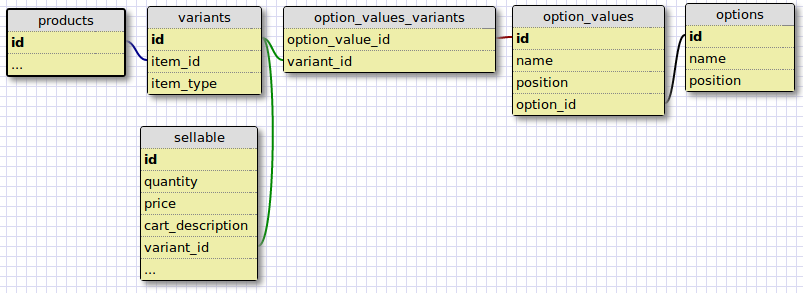 products
id
...
variants
id
item_id
item_type
option_values_variants
option_value_id
variant_id
option_values
id
name
position
option_id
options
id
name
position
sellable
id
quantity
price
cart_description
variant_id
...